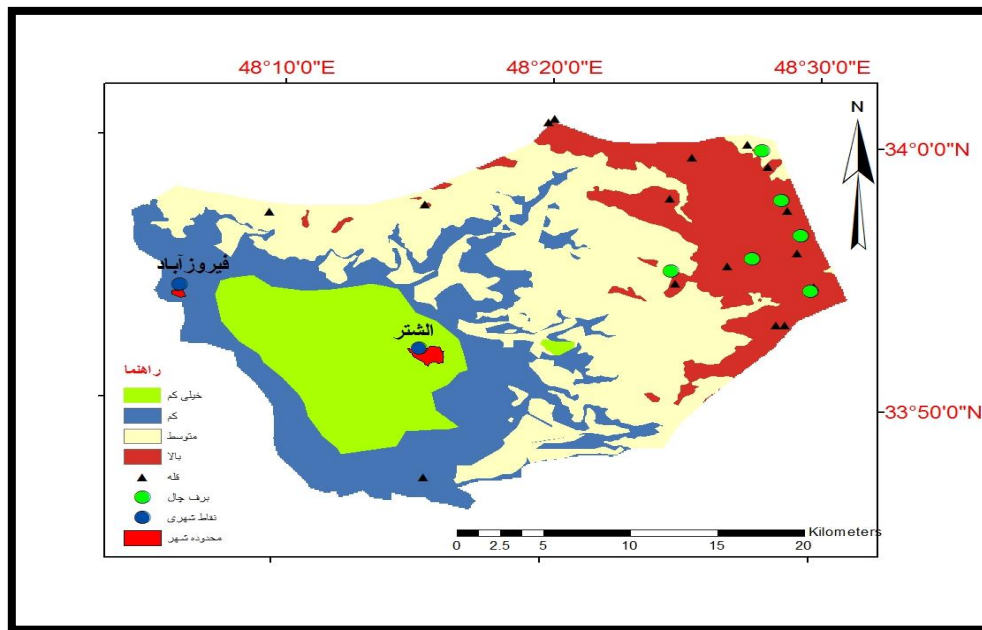 48°10'0"E 48°20'0"E 48°30'0"E
N
34°0'0"N
فیروزآباد
الشتر
33°50'0"N
راهنما
خیلی کم
کم
متوسط
بالا
قله
برف چال
نقاط شهری
محدوده شهر
Kilometers
0 2.5 5 10 15 20